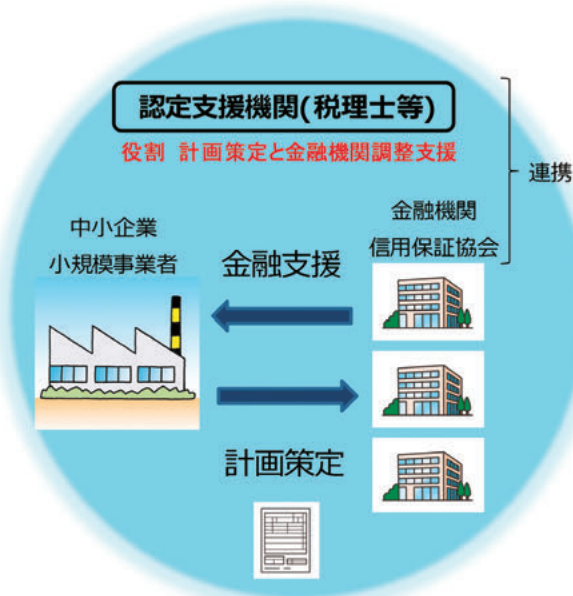 認定支援機関(税理士等)
役割 計画策定と金融機関調整支援
連携
中小企業
小規模事業者
金融支援
金融機関
信用保証協会
計画策定